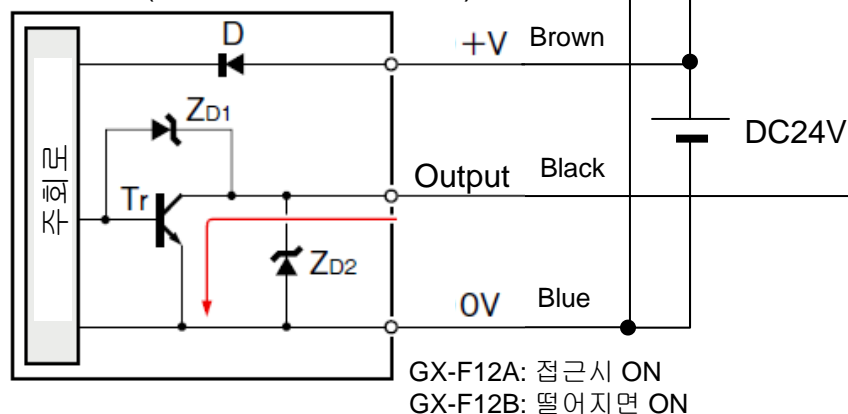 D
+V Brown
ZD1
DC24V
주회로
Tr
Output Black
ZD2
0V Blue
GX-F12A: 접근시 ON
GX-F12B: 떨어지면 ON